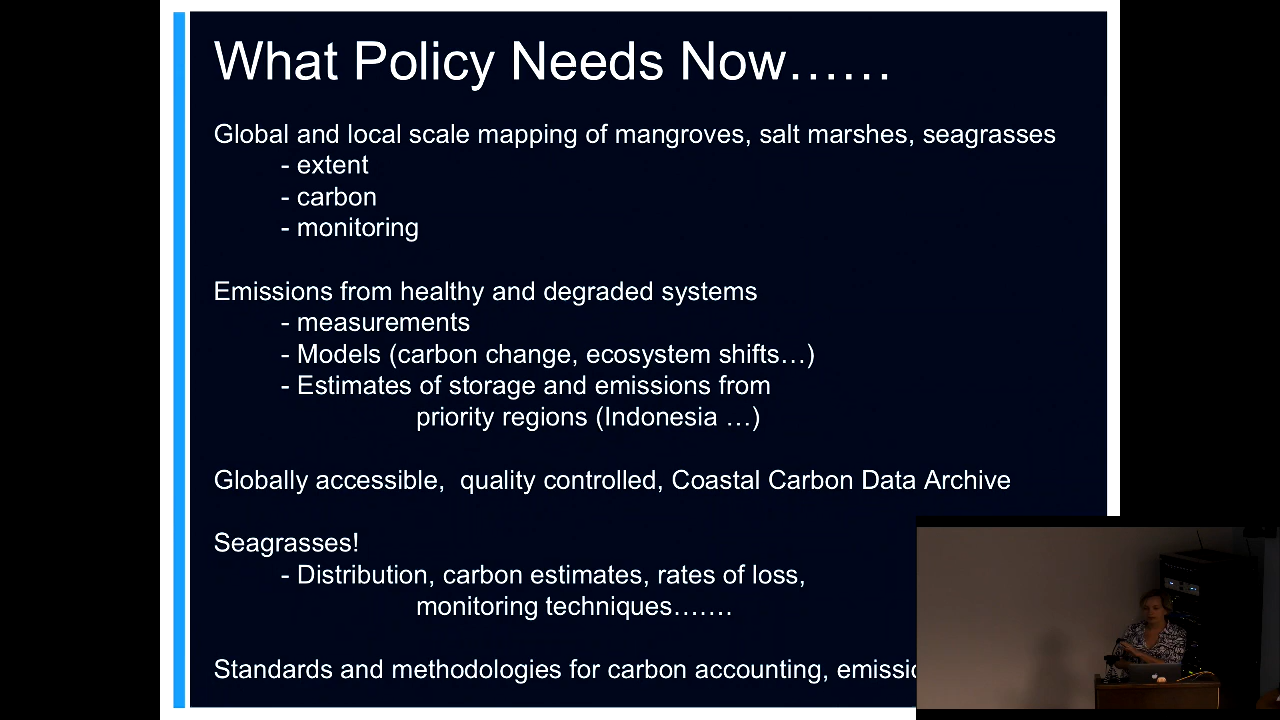 What Policy Needs Now……
Global and local scale mapping of mangroves, salt marshes, seagrasses
- extent
- carbon
- monitoring
Emissions from healthy and degraded systems
- measurements
- Models (carbon change, ecosystem shifts…)
- Estimates of storage and emissions from
priority regions (Indonesia …)
Globally accessible,  quality controlled, Coastal Carbon Data Archive
Seagrasses!
- Distribution, carbon estimates, rates of loss,
monitoring techniques…….
Standards and methodologies for carbon accounting,